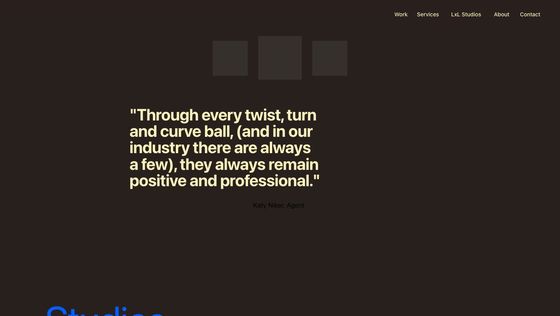 Work Services LxL Studios About Contact
"Through every twist, turn
and curve ball, (and in our
industry there are always
a few), they always remain
positive and professional."
Katy Niker, Agent
Studios